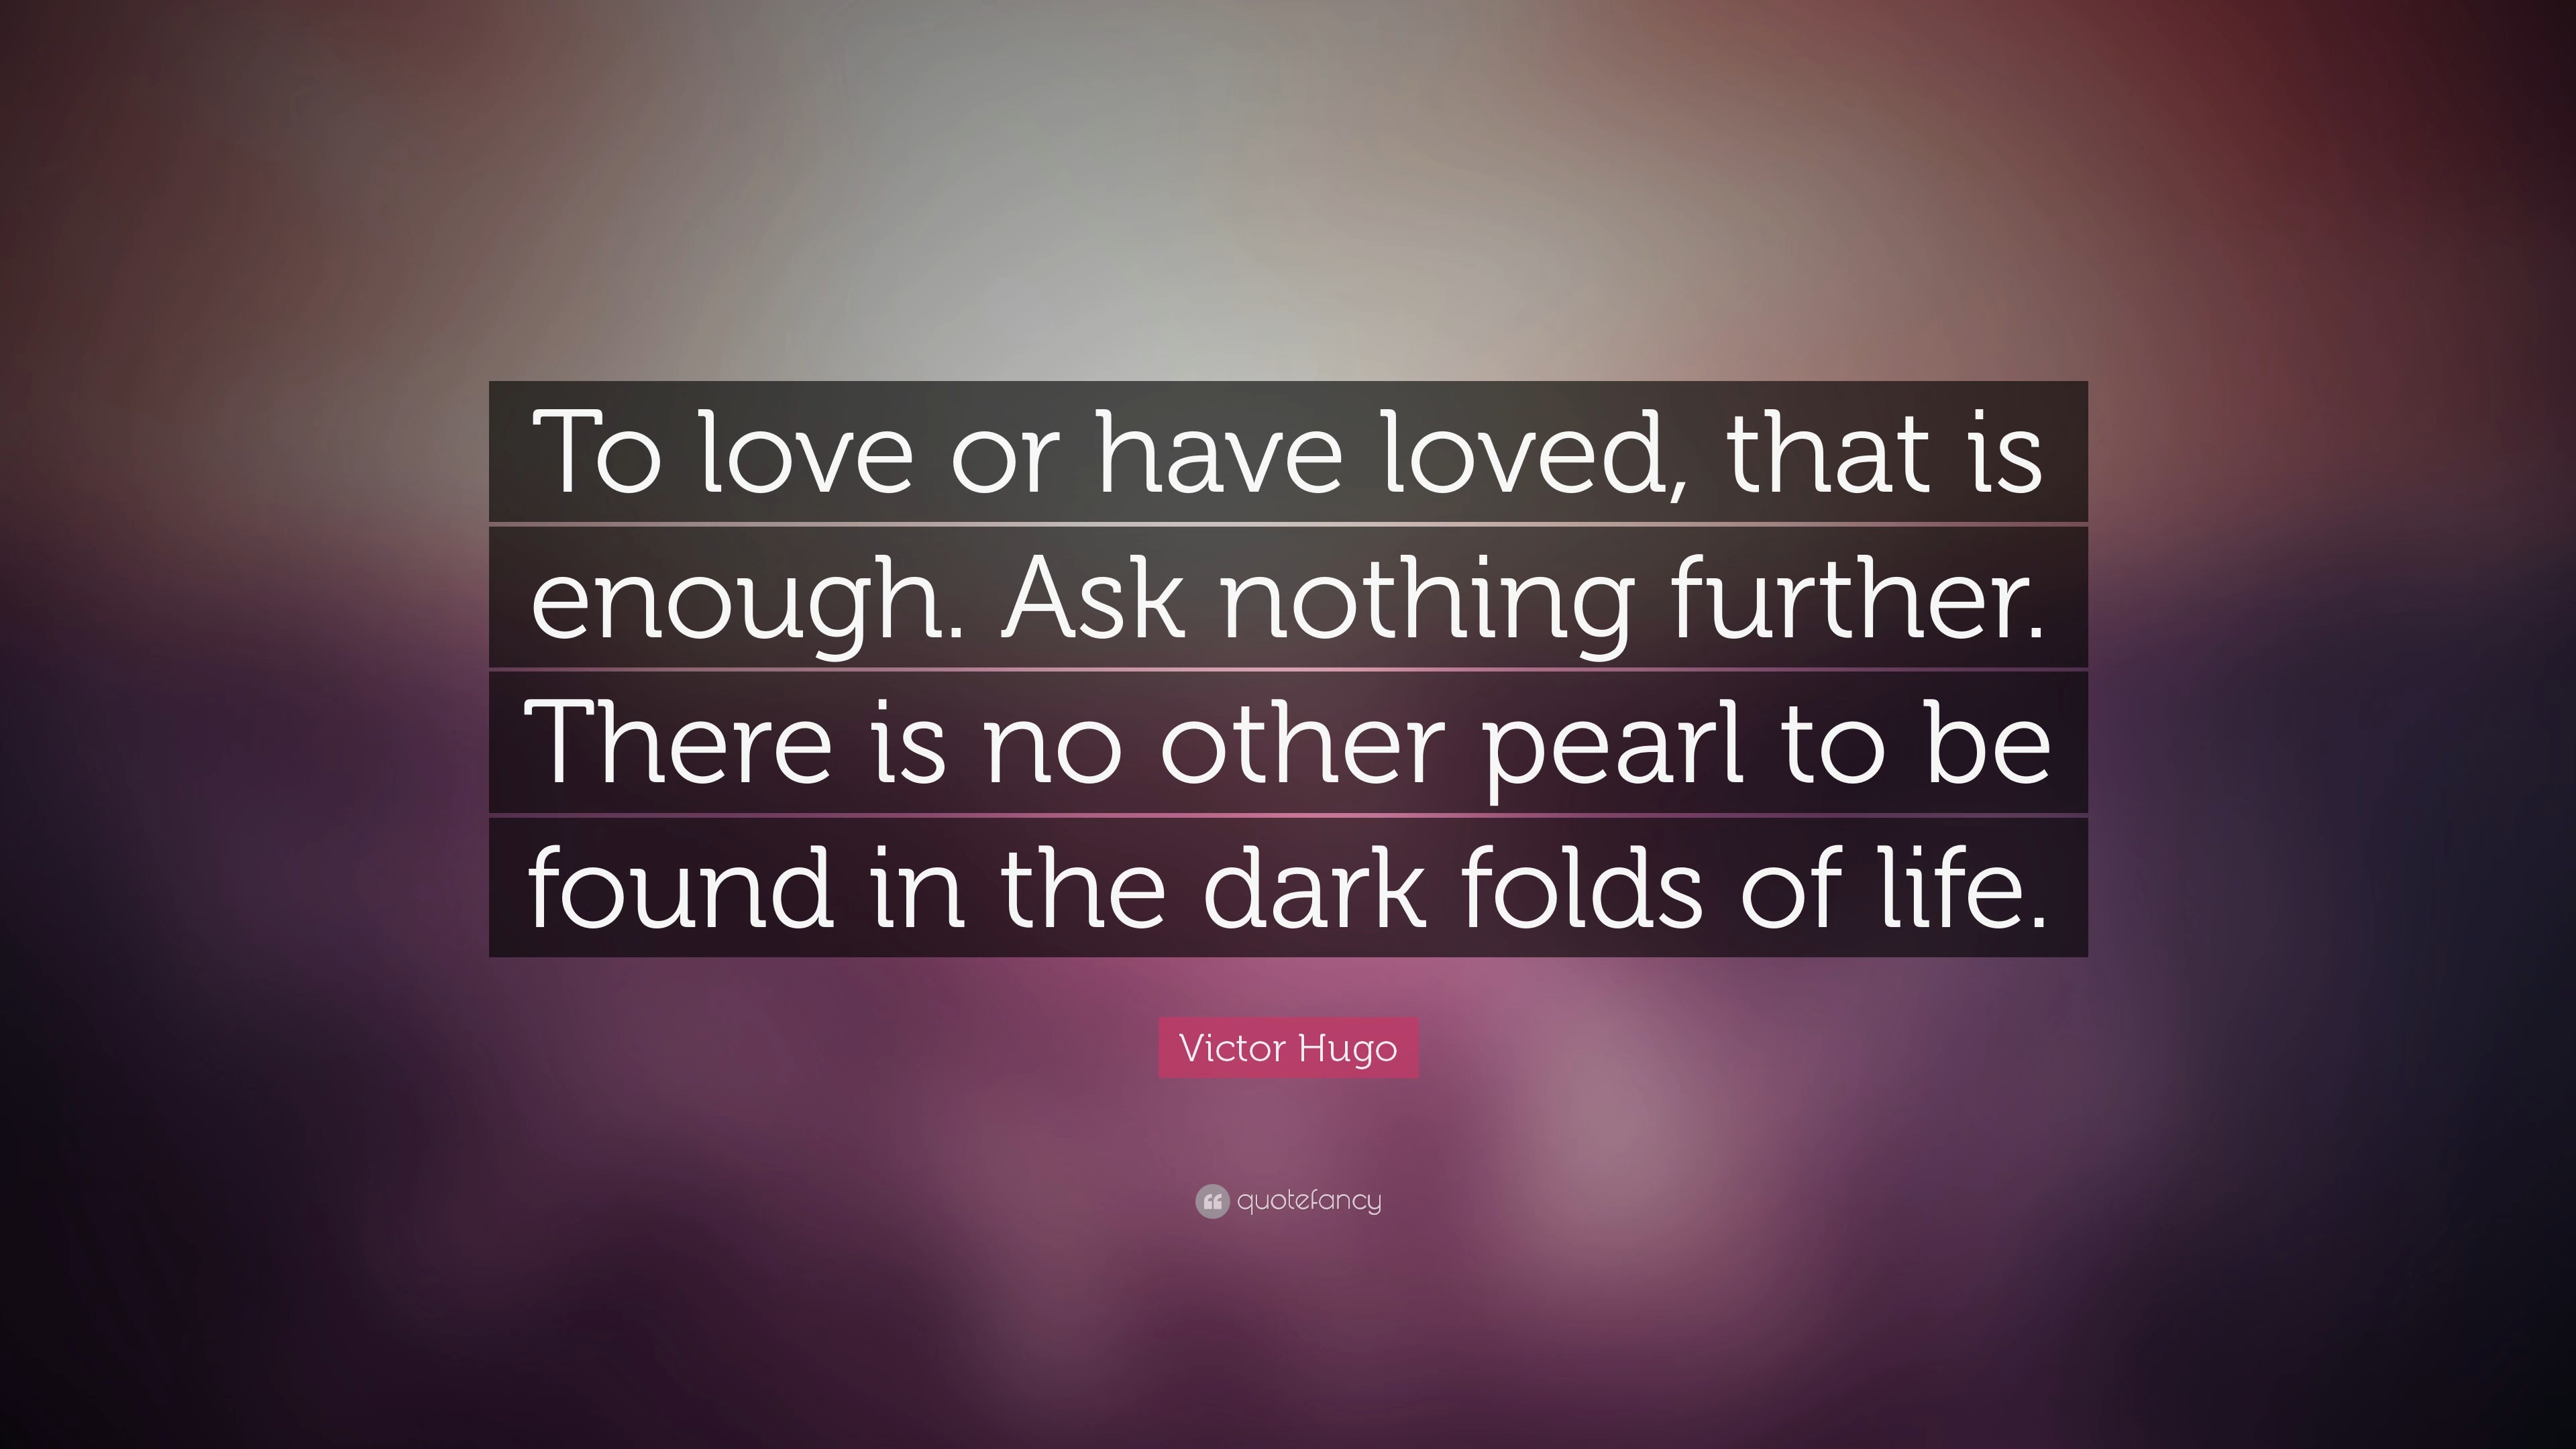 To love or have loved, that is
enough. Ask nothing further.
There is no other pearl to be
found in the dark folds of life.
Victor Hugo
quotefancy